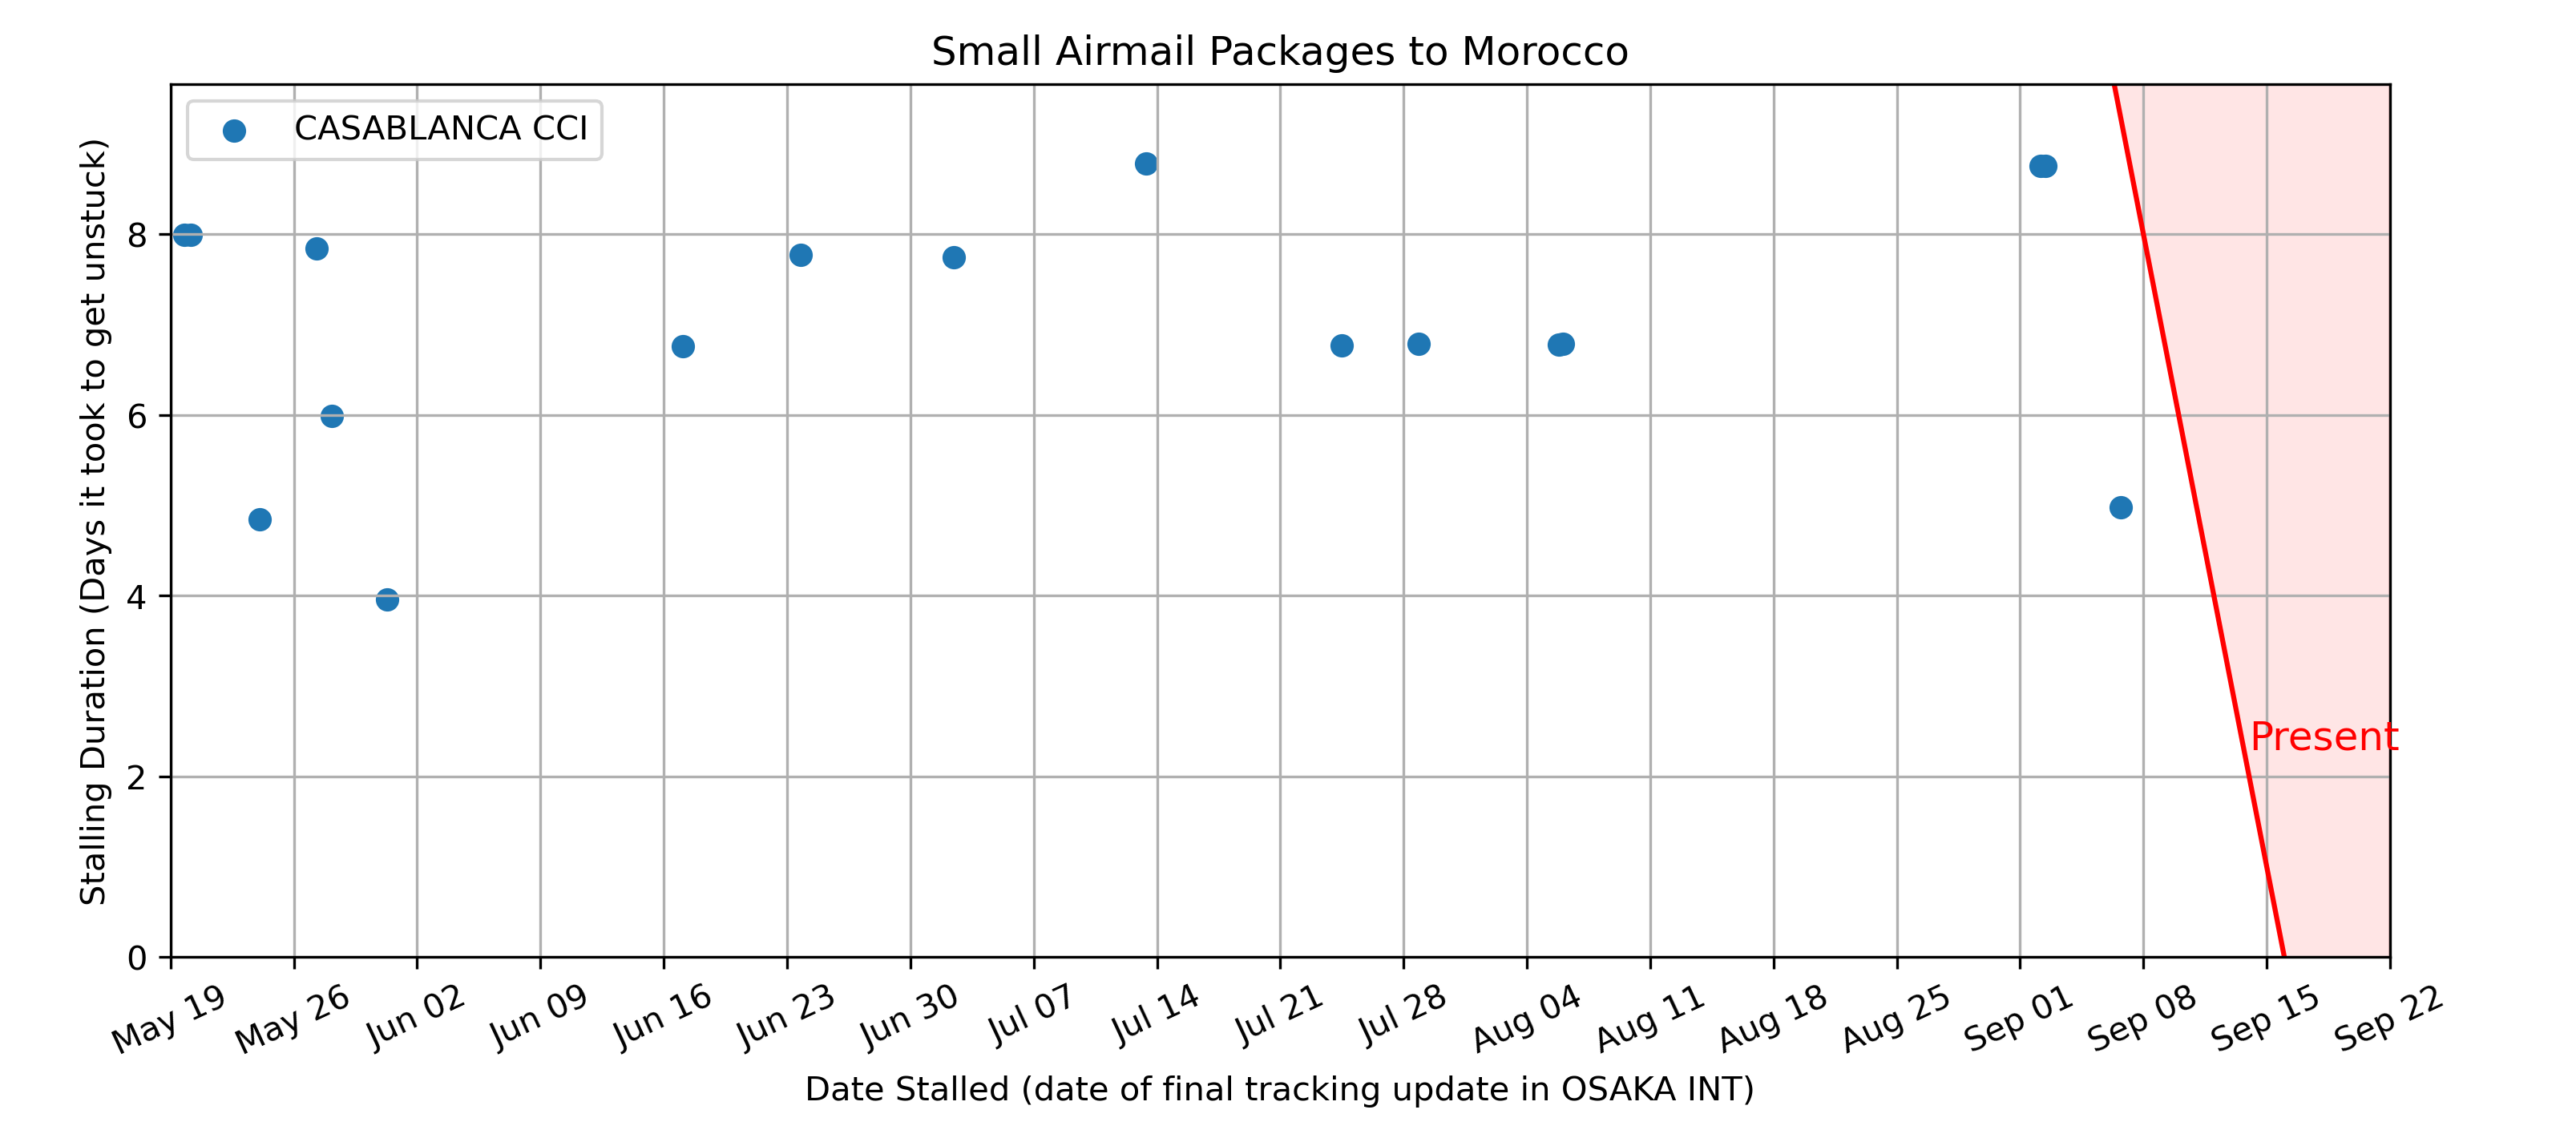 Small Airmail Packages to Morocco
CASABLANCA CCI
Stalling Duration (Days it took to get unstuck)
8
6
4
2
0
Present
May 19
May 26
Jun 02
Jun 09
Jun 16
Jun 23
Jun 30
Jul 07
Jul 14
Jul 21
Jul 28
Aug 04
Aug 11
Aug 18
Aug 25
Sep 01
Sep 08
Sep 15
Sep 22
Date Stalled (date of final tracking update in OSAKA INT)